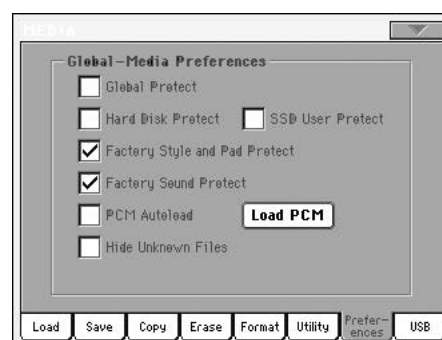 MEDIA
Global-Media Preferences
Global Protect
Hard Disk Protect SSD User Protect
Factory Style and Pad Protect
Factory Sound Protect
PCM Autoload Load PCM
Hide Unknown Files
Load Save Copy Erase Format Utility Prefer-
ences USB